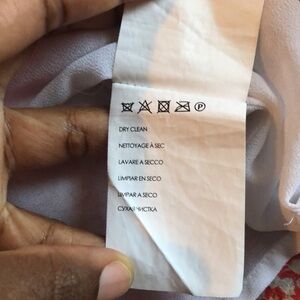 P
DRY CLEAN
NETTOYAGE À SEC
LAVARE A SECCO
LIMPIAR EN SECO
LIMPAR A SECO
СУХАЯ ЧИСТКА